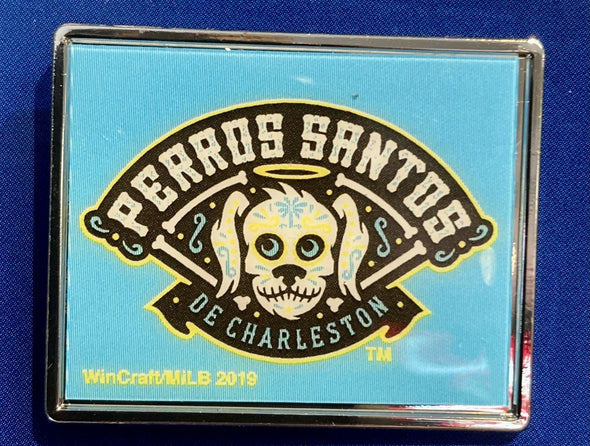 PERROS SANTOS
DE CHARLESTON
TM
WinCraft/MiLB 2019